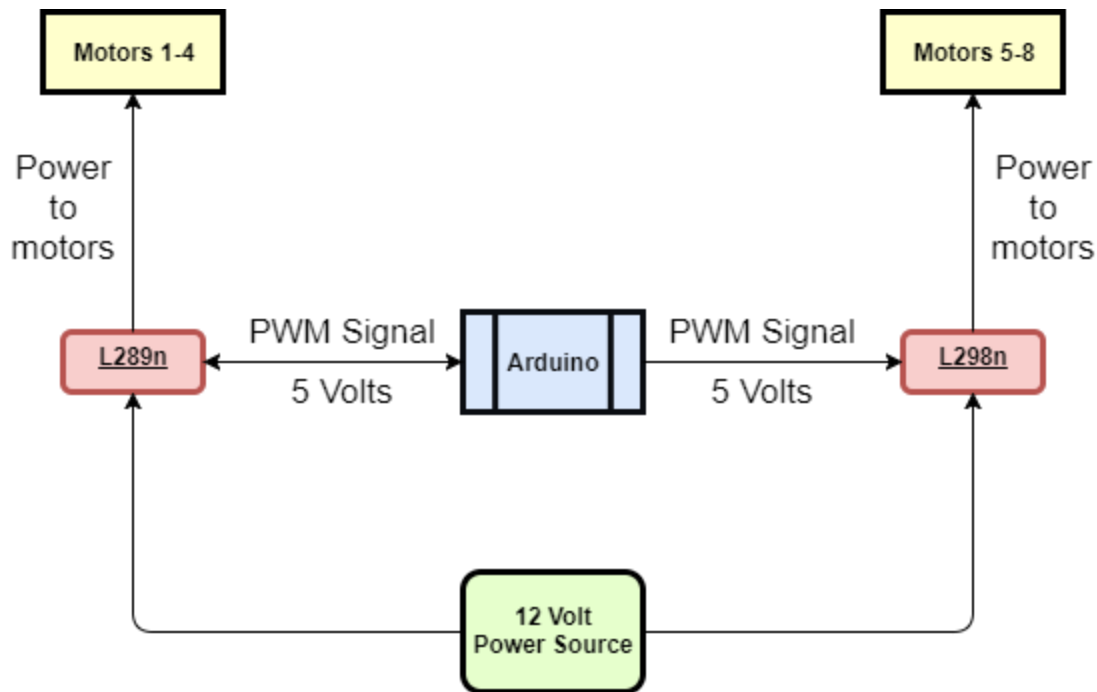 Motors 1-4
Motors 5-8
Power
to
motors
Power
to
motors
L289n
PWM Signal
5 Volts
Arduino
PWM Signal
5 Volts
L298n
12 Volt
Power Source